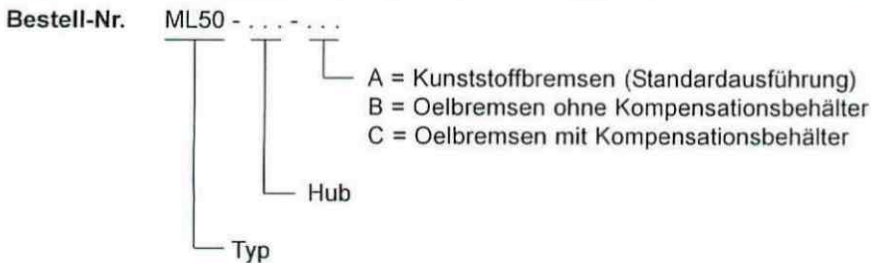 Bestell-Nr. ML50 - . . . - . . .
A = Kunststoffbremsen (Standardausführung)
B = Oelbremsen ohne Kompensationsbehälter
C = Oelbremsen mit Kompensationsbehälter
Hub
Typ